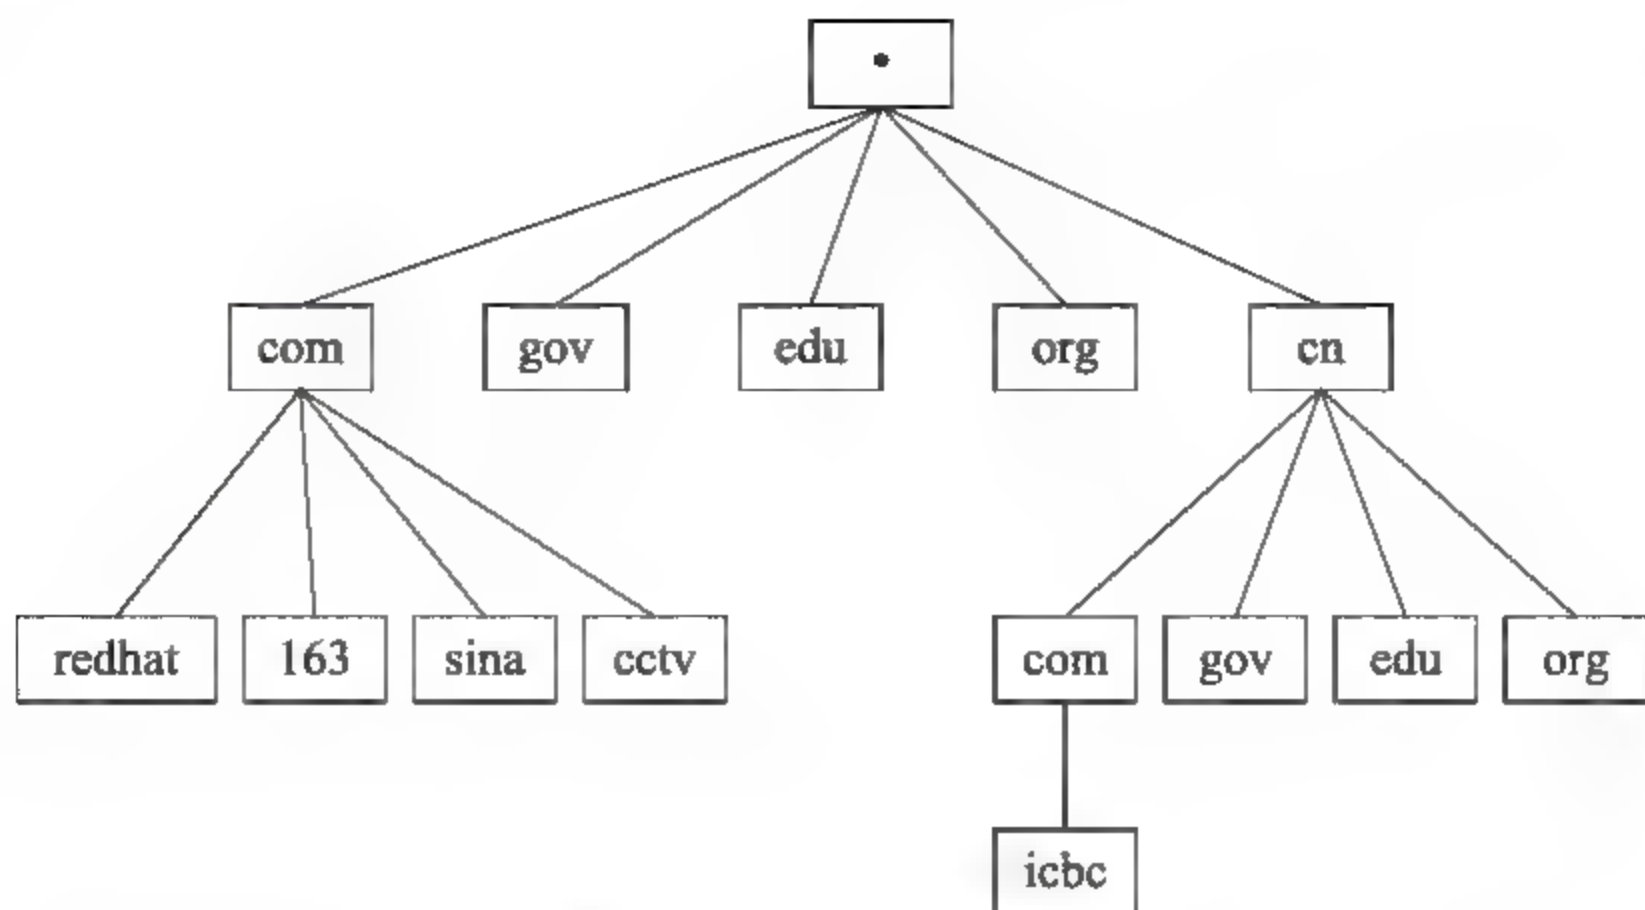 •
com gov edu org cn
redhat 163 sina cctv com gov edu org
icbc